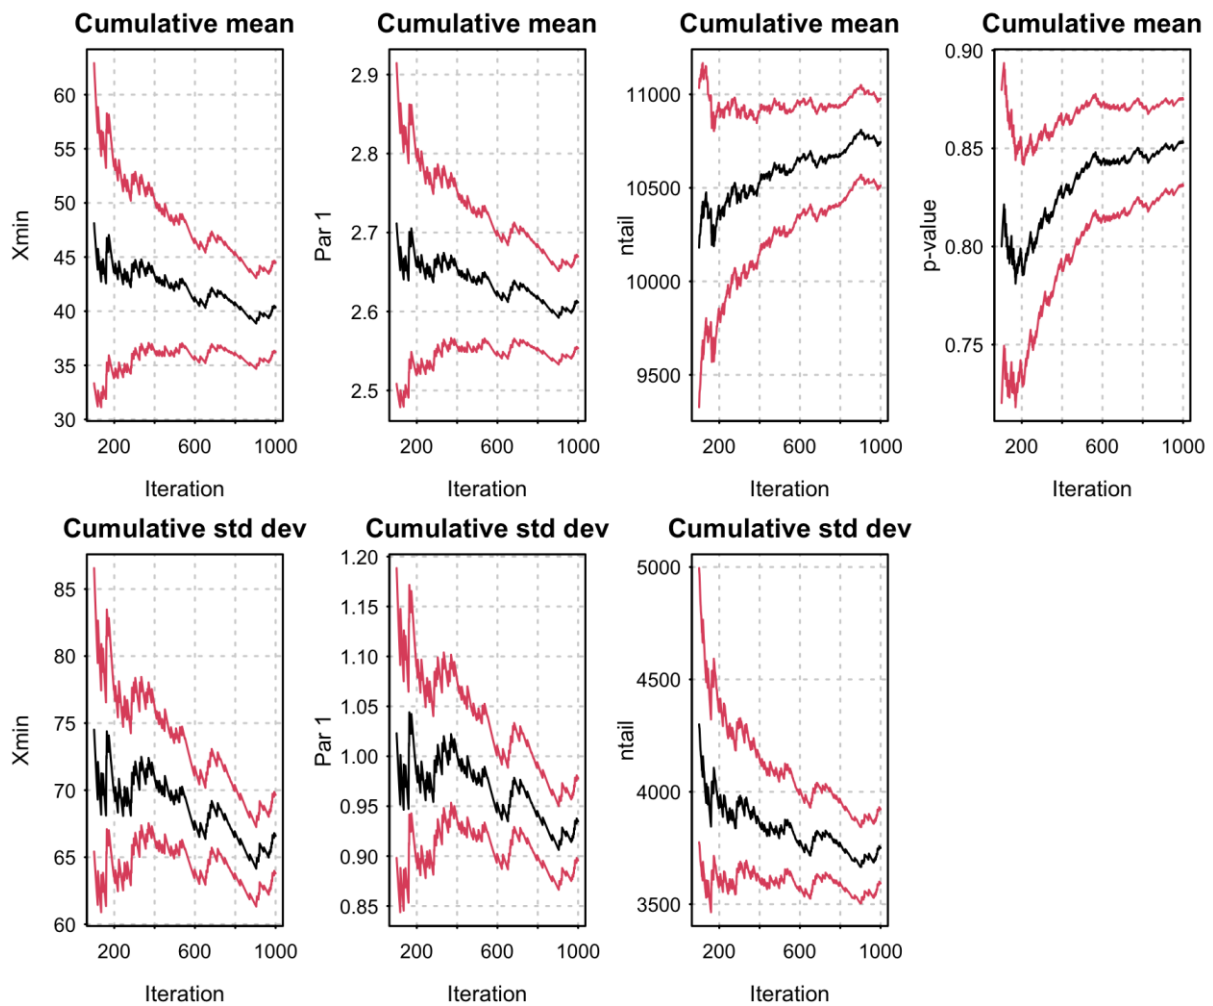 Cumulative mean
Xmin
60
55
50
45
40
35
30
200
600
1000
Iteration
Cumulative mean
Par 1
2.9
2.8
2.7
2.6
2.5
200
600
1000
Iteration
Cumulative mean
ntail
11000
10500
10000
9500
200
600
1000
Iteration
Cumulative mean
p-value
0.90
0.85
0.80
0.75
200
600
1000
Iteration
Cumulative std dev
Xmin
85
80
75
70
65
60
200
600
1000
Iteration
Cumulative std dev
Par 1
1.20
1.15
1.10
1.05
1.00
0.95
0.90
0.85
200
600
1000
Iteration
Cumulative std dev
ntail
5000
4500
4000
3500
200
600
1000
Iteration